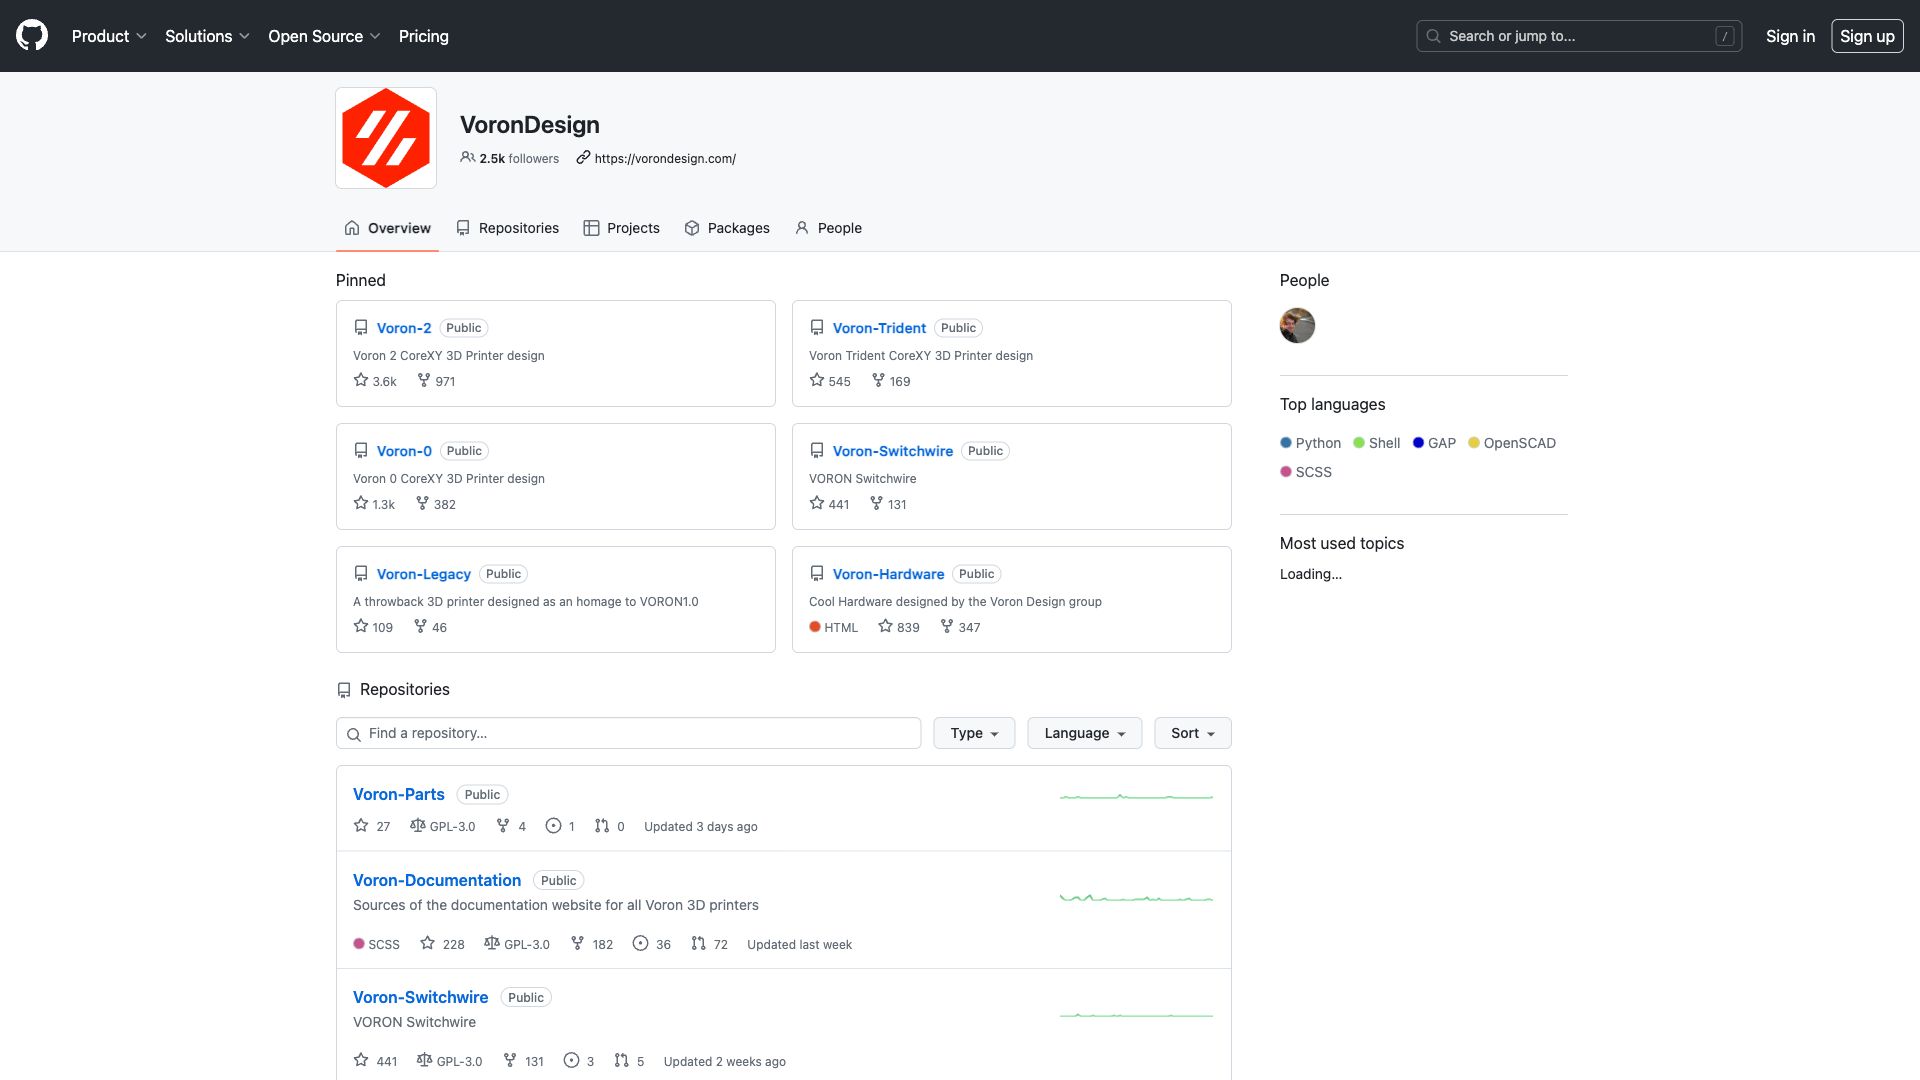 Product Solutions Open Source Pricing Search or jump to... / Sign in Sign up
VoronDesign
2.5k followers https://vorondesign.com/
Overview Repositories Projects Packages People
Pinned
Voron-2 Public
Voron 2 CoreXY 3D Printer design
3.6k 971
Voron-Trident Public
Voron Trident CoreXY 3D Printer design
545 169
Voron-0 Public
Voron 0 CoreXY 3D Printer design
1.3k 382
Voron-Switchwire Public
VORON Switchwire
441 131
Voron-Legacy Public
A throwback 3D printer designed as an homage to VORON1.0
109 46
Voron-Hardware Public
Cool Hardware designed by the Voron Design group
HTML 839 347
Repositories
Find a repository… Type Language Sort
Voron-Parts Public
27 GPL-3.0 4 1 0 Updated 3 days ago
Voron-Documentation Public
Sources of the documentation website for all Voron 3D printers
SCSS 228 GPL-3.0 182 36 72 Updated last week
Voron-Switchwire Public
VORON Switchwire
441 GPL-3.0 131 3 5 Updated 2 weeks ago
People
Top languages
Python Shell GAP OpenSCAD
SCSS
Most used topics
Loading…